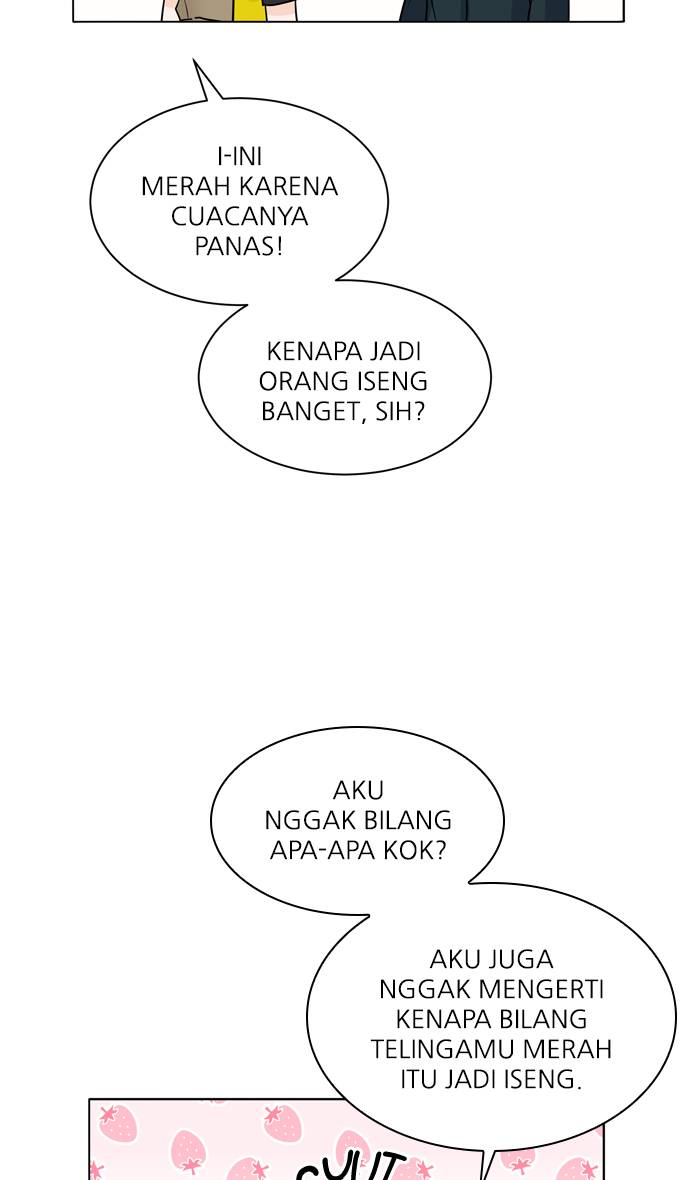 I-INI
MERAH KARENA
CUACANYA
PANAS!
KENAPA JADI
ORANG ISENG
BANGET, SIH?
AKU
NGGAK BILANG
APA-APA KOK?
AKU JUGA
NGGAK MENGERTI
KENAPA BILANG
TELINGAMU MERAH
ITU JADI ISENG.